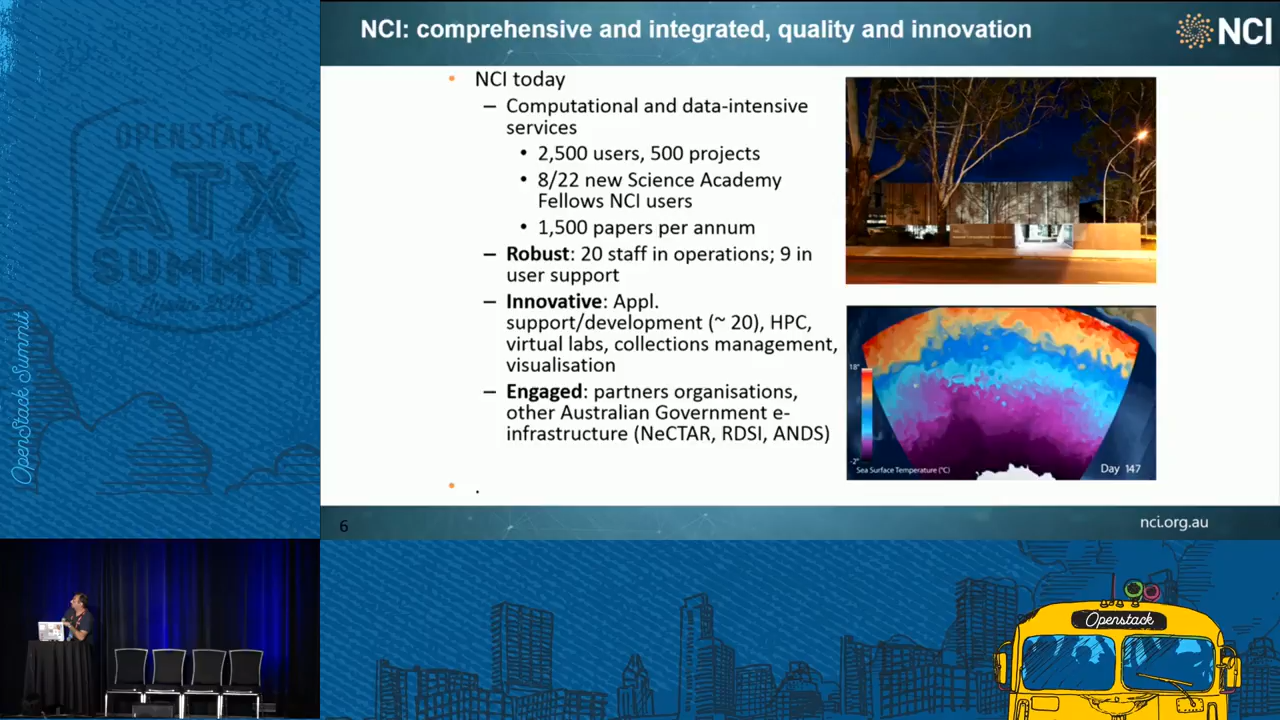 NCI: comprehensive and integrated, quality and innovation
NCI
• NCI today
– Computational and data-intensive
services
• 2,500 users, 500 projects
• 8/22 new Science Academy
Fellows NCI users
• 1,500 papers per annum
– Robust: 20 staff in operations; 9 in
user support
– Innovative: Appl.
support/development (~ 20), HPC,
virtual labs, collections management,
visualisation
– Engaged: partners organisations,
other Australian Government e-
infrastructure (NeCTAR, RDSI, ANDS)
• .
18°
-2°
Sea Surface Temperature (°C)
Day 147
6
nci.org.au
OPENSTACK
ATX
SUMMIT
OpenStack Summit
Openstack